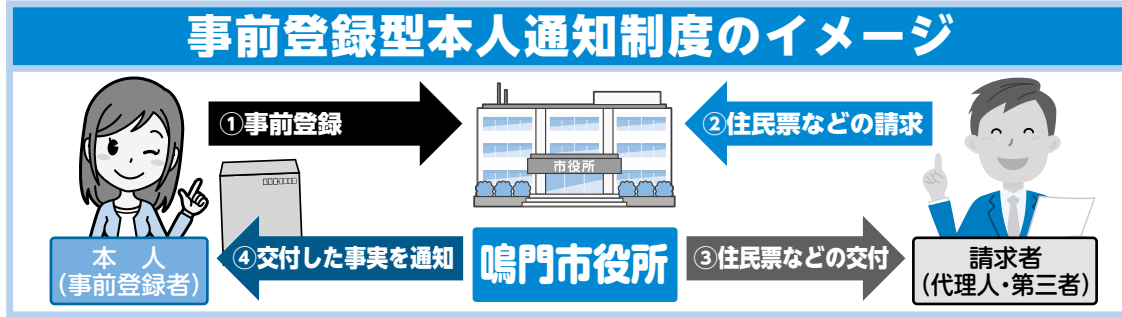 事前登録型本人通知制度のイメージ
①事前登録
②住民票などの請求
市役所
④交付した事実を通知
鳴門市役所
③住民票などの交付
本 人
(事前登録者)
請求者
(代理人・第三者)